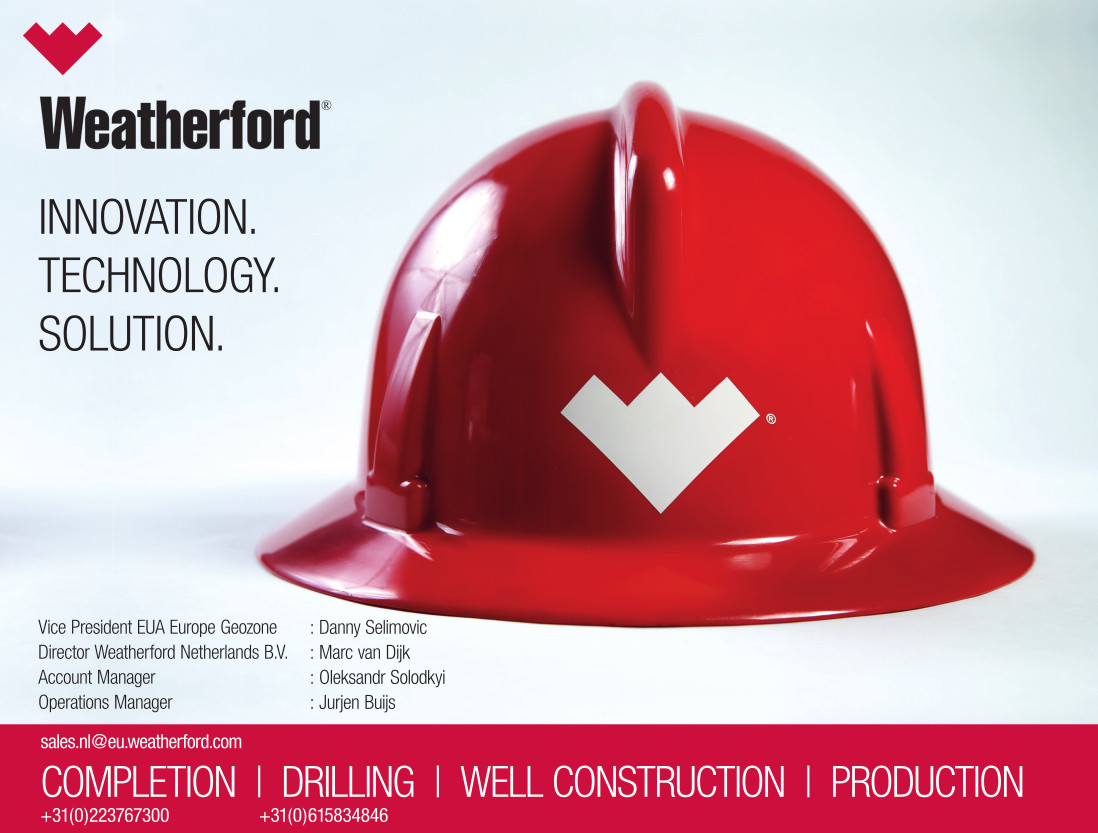 Weatherford®
INNOVATION.
TECHNOLOGY.
SOLUTION.
®
Vice President EUA Europe Geozone : Danny Selimovic
Director Weatherford Netherlands B.V. : Marc van Dijk
Account Manager : Oleksandr Solodkyi
Operations Manager : Jurjen Buijs
sales.nl@eu.weatherford.com
COMPLETION | DRILLING | WELL CONSTRUCTION | PRODUCTION
+31(0)223767300 +31(0)615834846